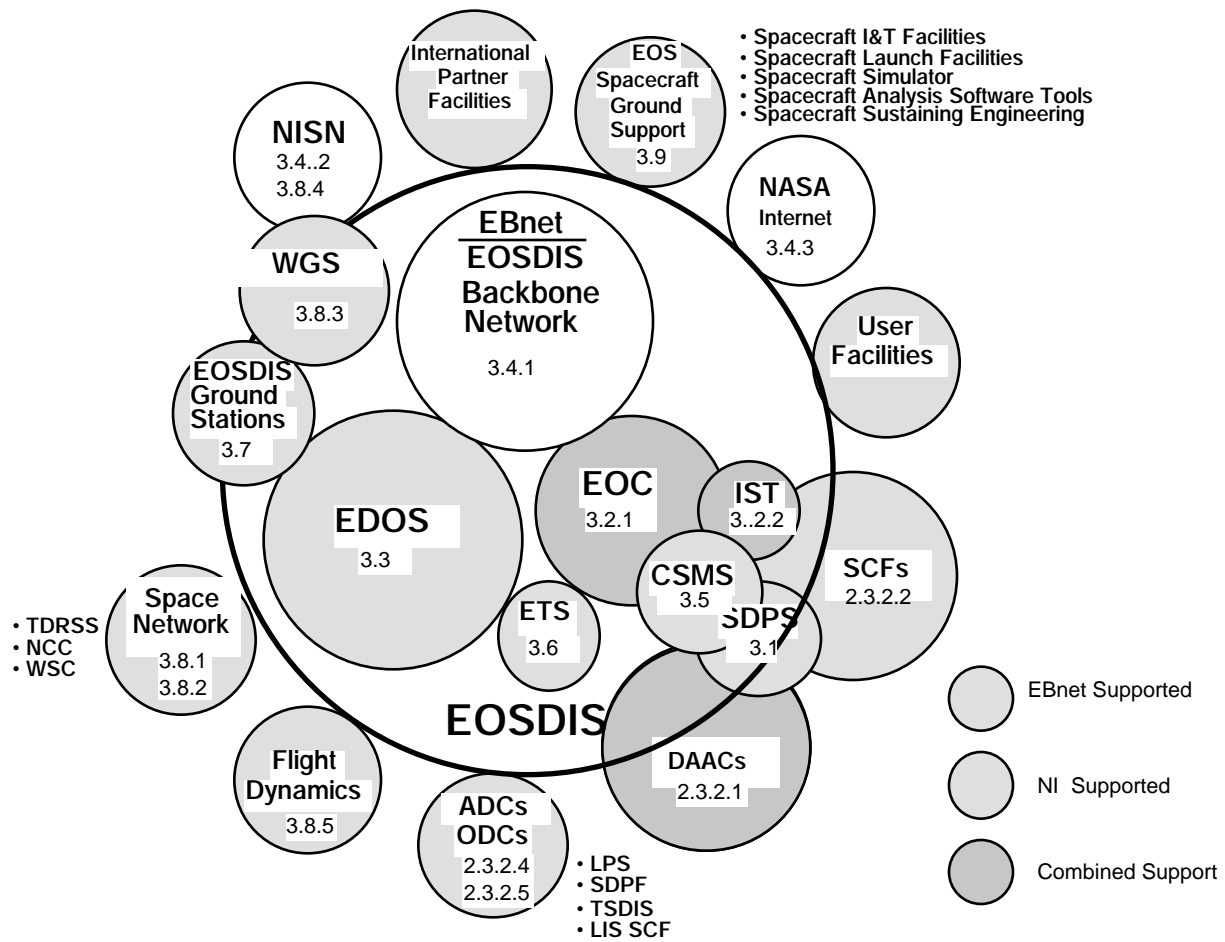 International
Partner
Facilities
EOS
Spacecraft
Ground
Support
3.9
• Spacecraft I&T Facilities
• Spacecraft Launch Facilities
• Spacecraft Simulator
• Spacecraft Analysis Software Tools
• Spacecraft Sustaining Engineering
NISN
3.4..2
3.8.4
NASA
Internet
3.4.3
EBnet
EOSDIS
Backbone
Network
3.4.1
WGS
3.8.3
User
Facilities
EOSDIS
Ground
Stations
3.7
EDOS
3.3
EOC
3.2.1
IST
3..2.2
SCFs
2.3.2.2
CSMS
3.5
SDPS
3.1
ETS
3.6
Space
Network
3.8.1
3.8.2
• TDRSS
• NCC
• WSC
EOSDIS
Flight
Dynamics
3.8.5
DAACs
2.3.2.1
ADCs
ODCs
2.3.2.4
2.3.2.5
• LPS
• SDPF
• TSDIS
• LIS SCF
EBnet Supported
NI Supported
Combined Support